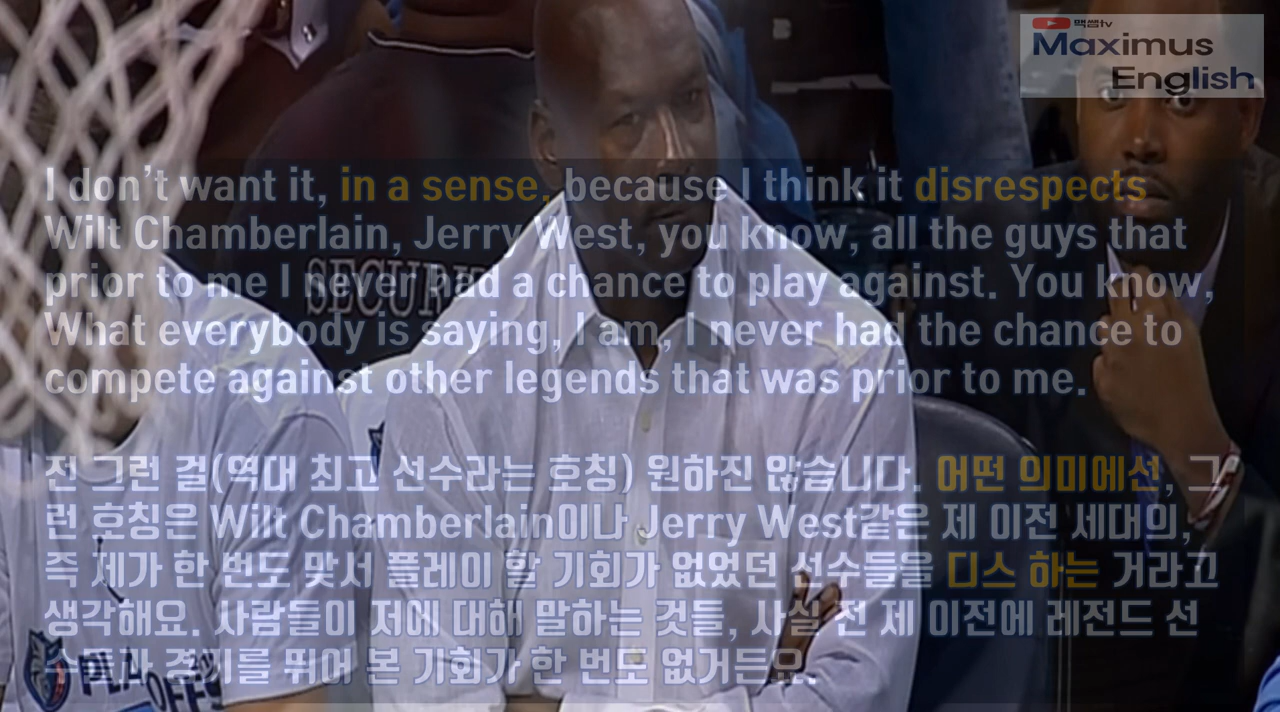 맥쌤tv
Maximus
English
SECURIT
I don't want it, in a sense, because I think it disrespects
Wilt Chamberlain, Jerry West, you know, all the guys that
prior to me I never had a chance to play against. You know,
What everybody is saying, I am, I never had the chance to
compete against other legends that was prior to me.
전 그런 걸(역대 최고 선수라는 호칭) 원하진 않습니다. 어떤 의미에선, 그
런 호칭은 Wilt Chamberlain이나 Jerry West같은 제 이전 세대의,
즉 제가 한 번도 맞서 플레이 할 기회가 없었던 선수들을 디스 하는 거라고
생각해요. 사람들이 저에 대해 말하는 것들, 사실 전 제 이전에 레전드 선
수들과 경기를 뛰어 본 기회가 한 번도 없거든요.
PLA
OFFS